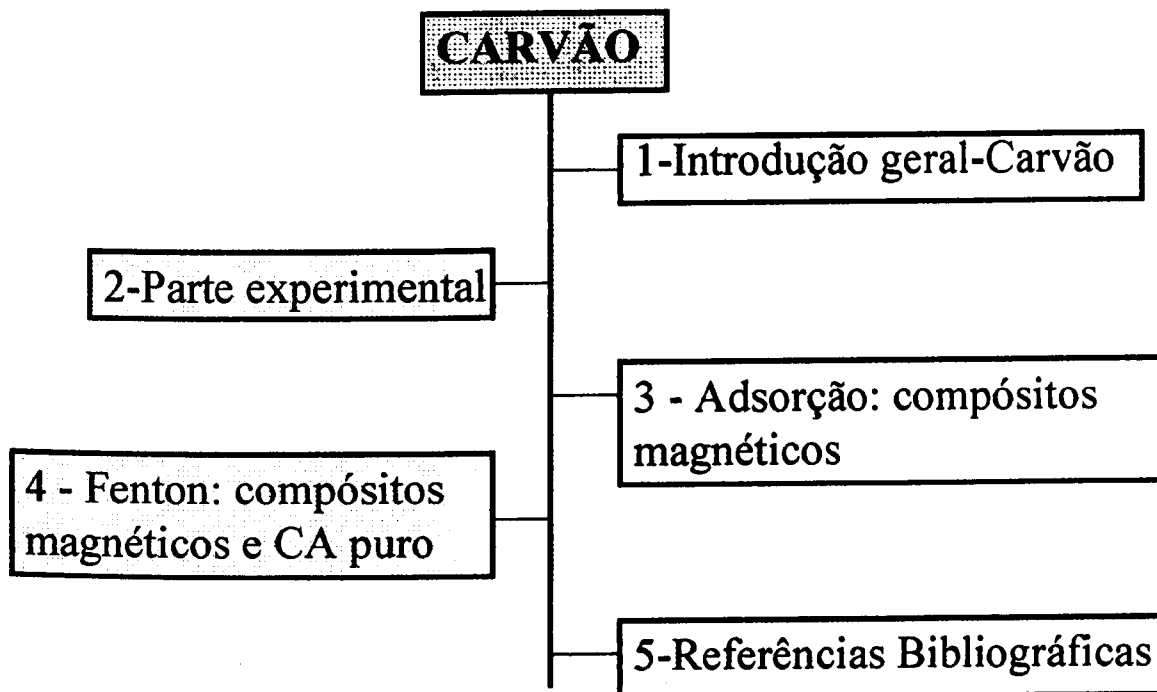 CARVÃO
1-Introdução geral-Carvão
2-Parte experimental
3 - Adsorção: compósitos
magnéticos
4 - Fenton: compósitos
magnéticos e CA puro
5-Referências Bibliográficas